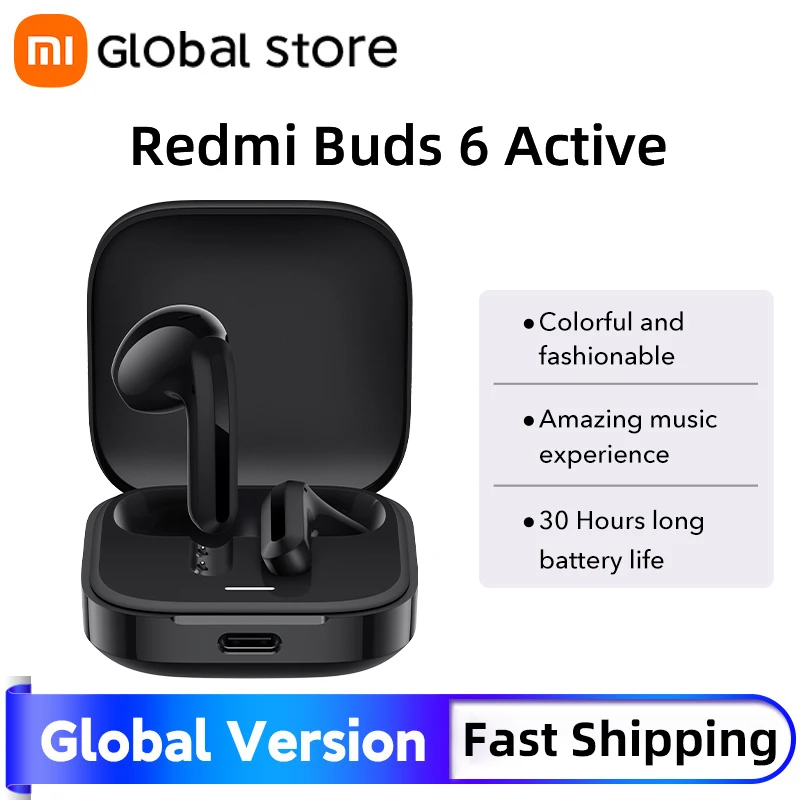 mi Global store
Redmi Buds 6 Active
• Colorful and
fashionable
• Amazing music
experience
• 30 Hours long
battery life
Global Version Fast Shipping